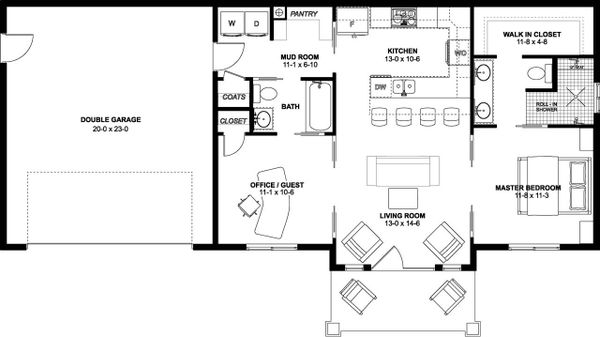 W D
PANTRY
F
WALK IN CLOSET
11-8 x 4-8
KITCHEN
13-0 x 10-6
WO
MUD ROOM
11-1 x 6-10
DW
COATS
BATH
ROLL - IN
SHOWER
CLOSET
DOUBLE GARAGE
20-0 x 23-0
OFFICE / GUEST
11-1 x 10-6
MASTER BEDROOM
11-8 x 11-3
LIVING ROOM
13-0 x 14-6